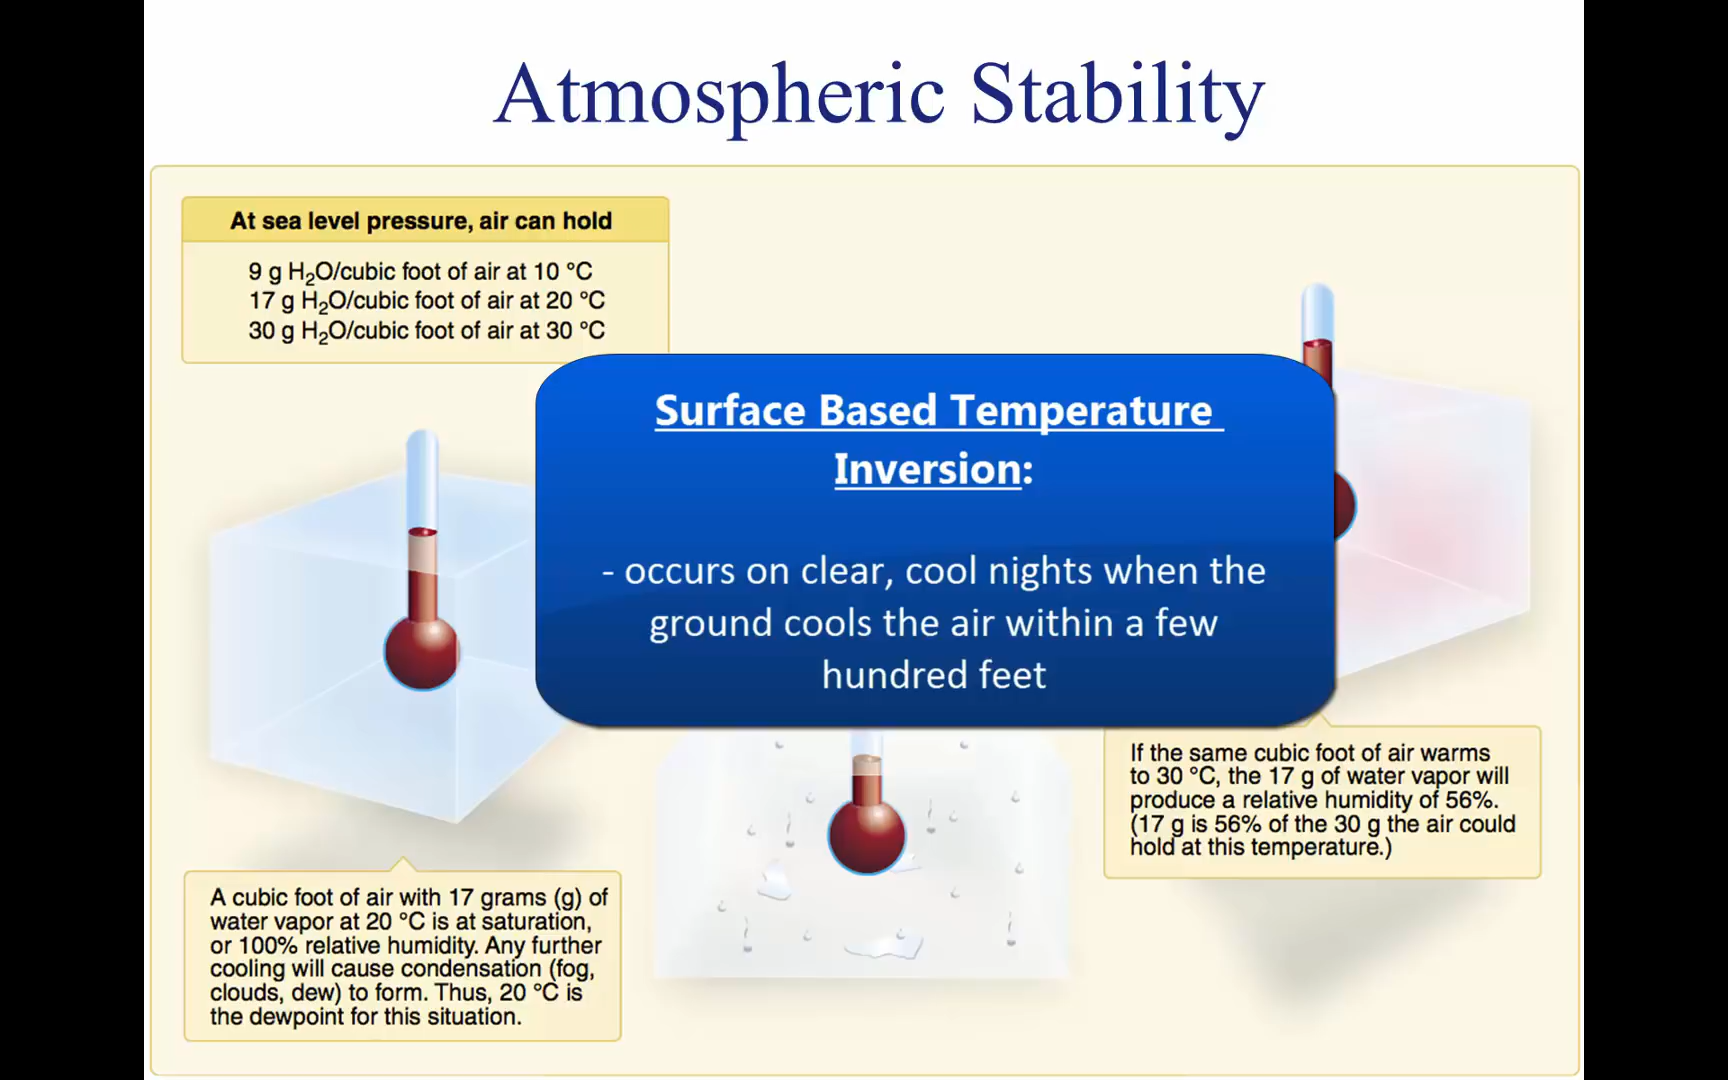 Atmospheric Stability
At sea level pressure, air can hold
9 g H₂O/cubic foot of air at 10 °C
17 g H₂O/cubic foot of air at 20 °C
30 g H₂O/cubic foot of air at 30 °C
Surface Based Temperature
Inversion:
- occurs on clear, cool nights when the
ground cools the air within a few
hundred feet
If the same cubic foot of air warms
to 30 °C, the 17 g of water vapor will
produce a relative humidity of 56%.
(17 g is 56% of the 30 g the air could
hold at this temperature.)
A cubic foot of air with 17 grams (g) of
water vapor at 20 °C is at saturation,
or 100% relative humidity. Any further
cooling will cause condensation (fog,
clouds, dew) to form. Thus, 20 °C is
the dewpoint for this situation.